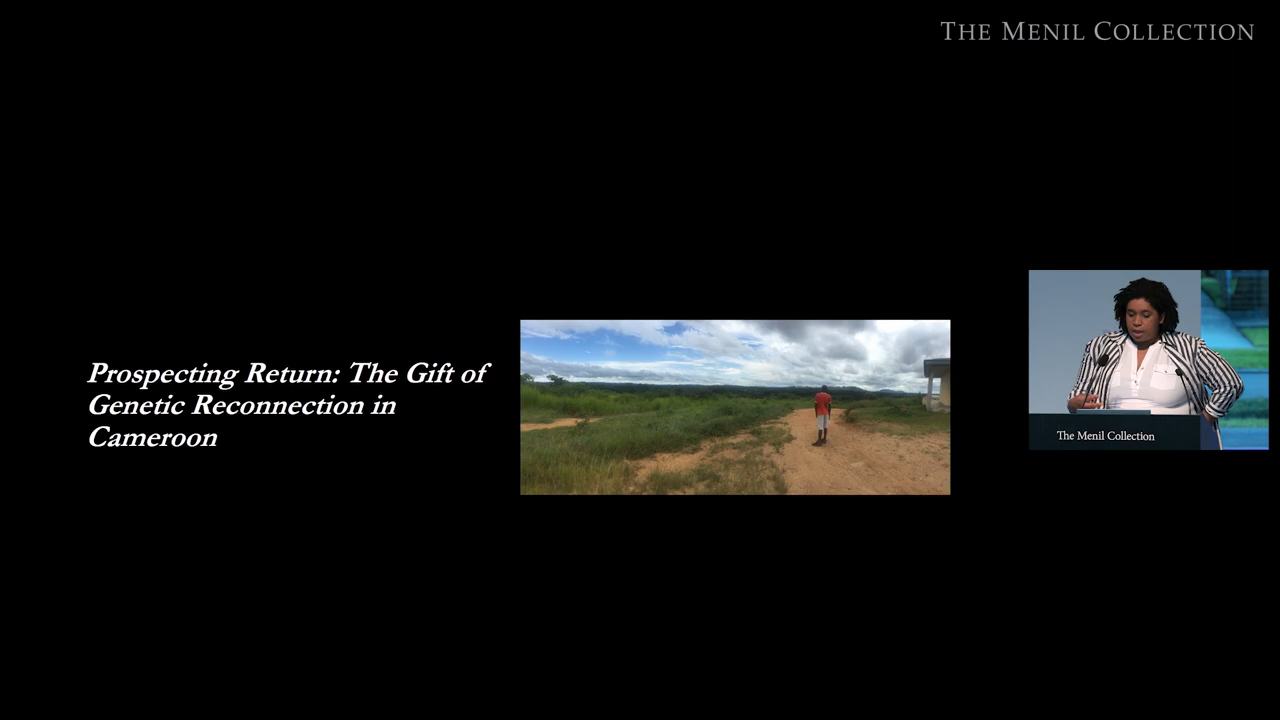 THE MENIL COLLECTION
Prospecting Return: The Gift of
Genetic Reconnection in
Cameroon
The Menil Collection